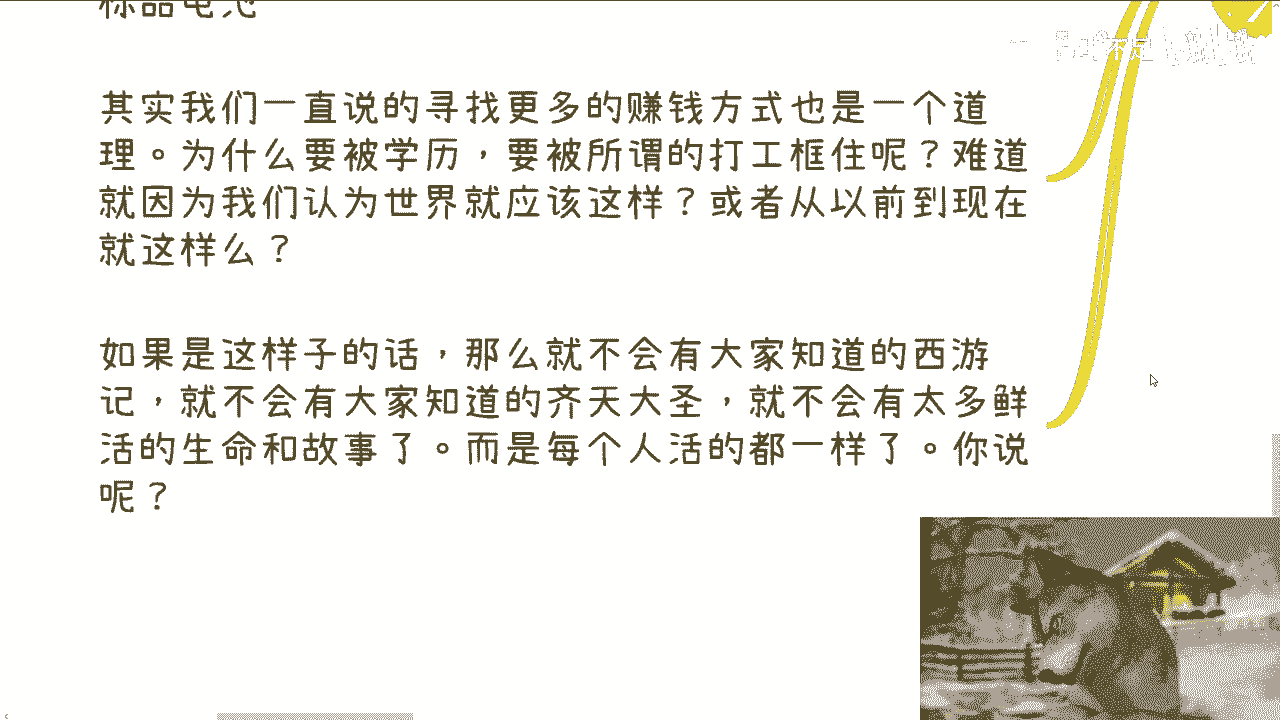 其实我们一直说的寻找更多的赚钱方式也是一个道
理。为什么要被学历，要被所谓的打工框住呢？难道
就因为我们认为世界就应该这样？或者从以前到现在
就这样么？
如果是这样子的话，那么就不会有大家知道的西游
记，就不会有大家知道的齐天大圣，就不会有太多鲜
活的生命和故事了。而是每个人活的都一样了。你说
呢？